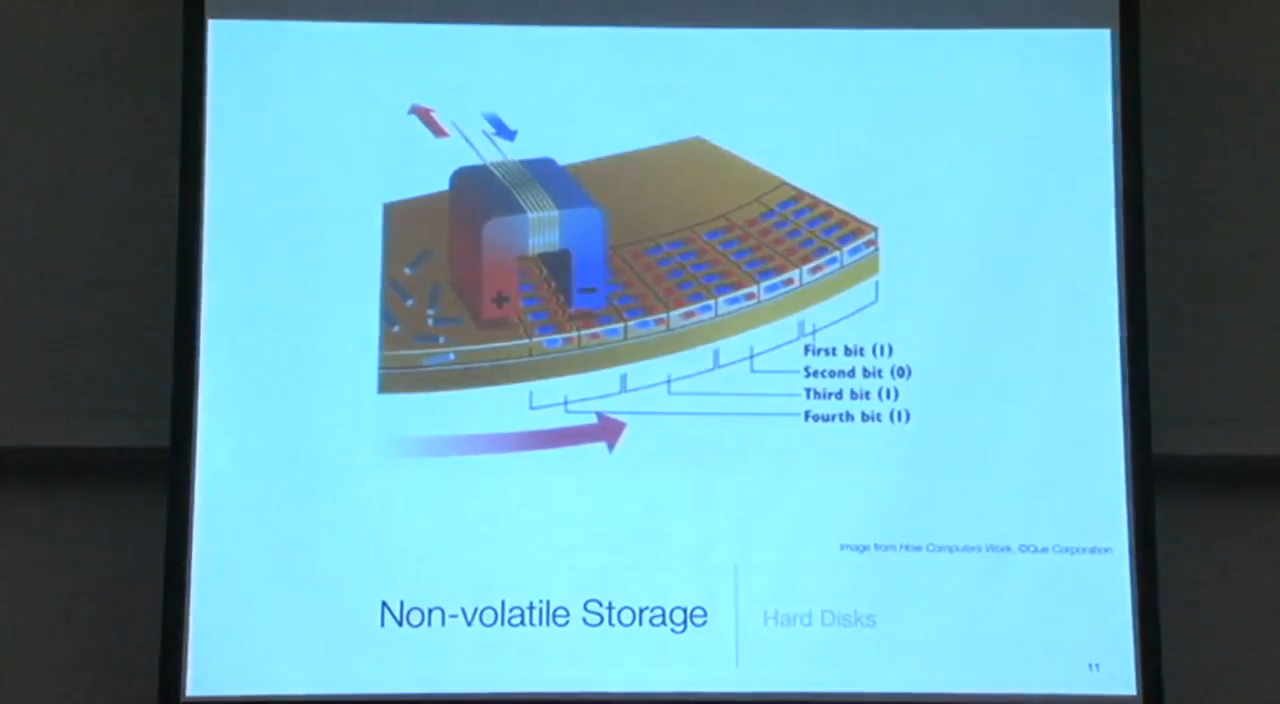 +
-
First bit (1)
Second bit (0)
Third bit (1)
Fourth bit (1)
Image from How Computers Work, ©Que Corporation
Non-volatile Storage
Hard Disks
11